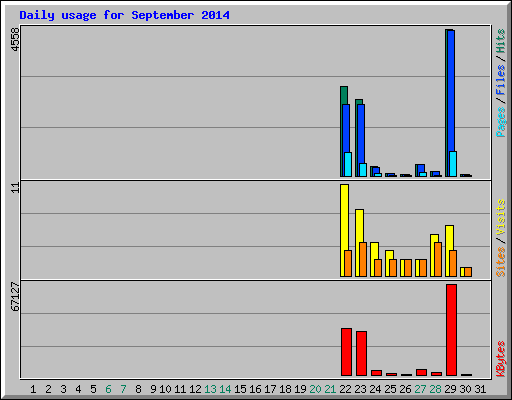 Daily usage for September 2014
4558
Pages / Files / Hits
11
Sites / Visits
67127
KBytes
1 2 3 4 5 6 7 8 9 10 11 12 13 14 15 16 17 18 19 20 21 22 23 24 25 26 27 28 29 30 31